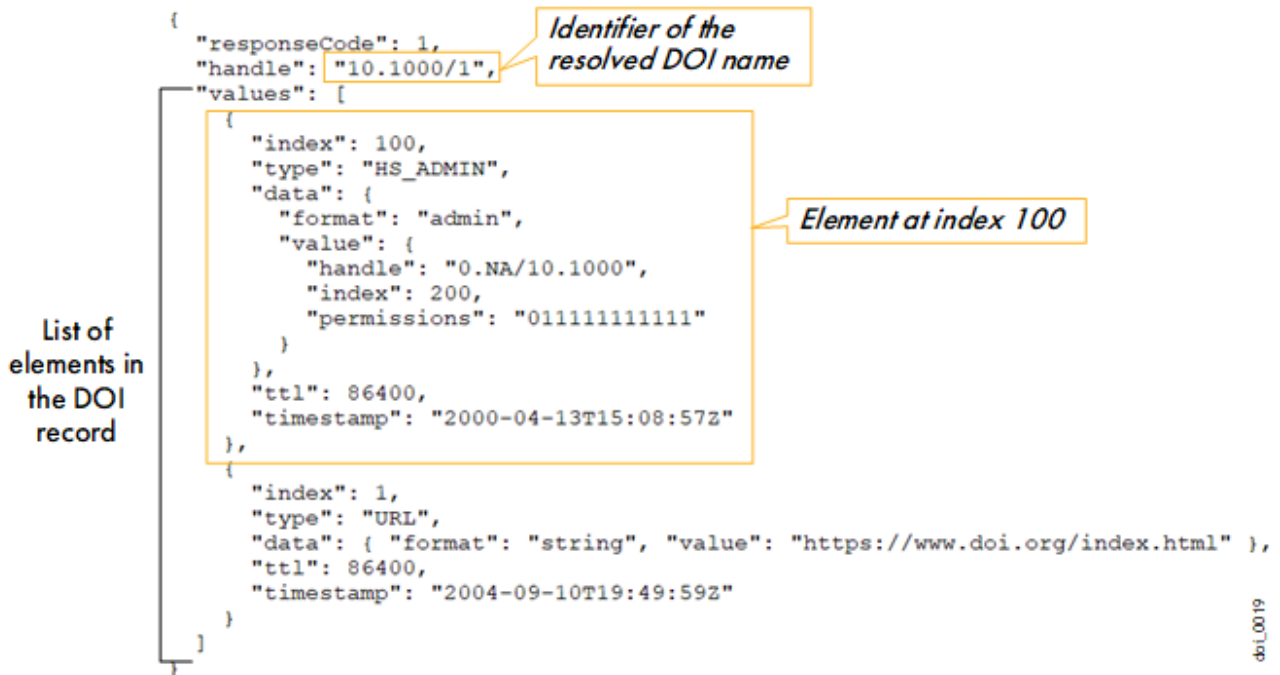 {
"responseCode": 1,
"handle": "10.1000/1",
"values": [
{
"index": 100,
"type": "HS_ADMIN",
"data": {
"format": "admin",
"value": {
"handle": "0.NA/10.1000",
"index": 200,
"permissions": "011111111111"
}
},
"ttl": 86400,
"timestamp": "2000-04-13T15:08:57Z"
},
{
"index": 1,
"type": "URL",
"data": { "format": "string", "value": "https://www.doi.org/index.html" },
"ttl": 86400,
"timestamp": "2004-09-10T19:49:59Z"
}
]
}
Identifier of the
resolved DOI name
Element at index 100
List of
elements in
the DOI
record
doi_0019